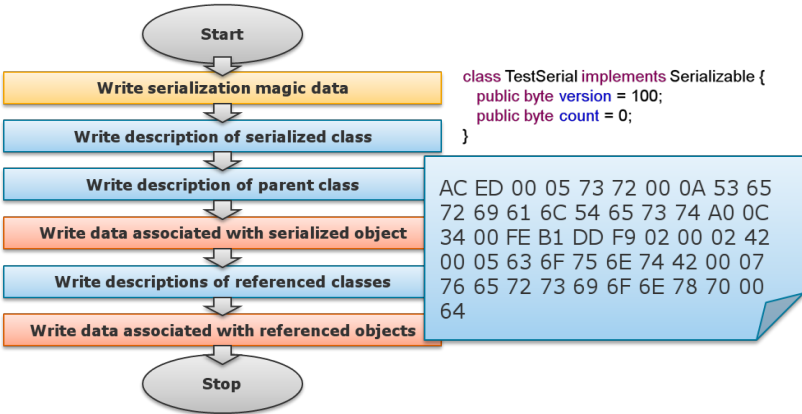 Start
Write serialization magic data
Write description of serialized class
Write description of parent class
Write data associated with serialized object
Write descriptions of referenced classes
Write data associated with referenced objects
Stop
class TestSerial implements Serializable {
public byte version = 100;
public byte count = 0;
}
AC ED 00 05 73 72 00 0A 53 65
72 69 61 6C 54 65 73 74 A0 0C
34 00 FE B1 DD F9 02 00 02 42
00 05 63 6F 75 6E 74 42 00 07
76 65 72 73 69 6F 6E 78 70 00
64